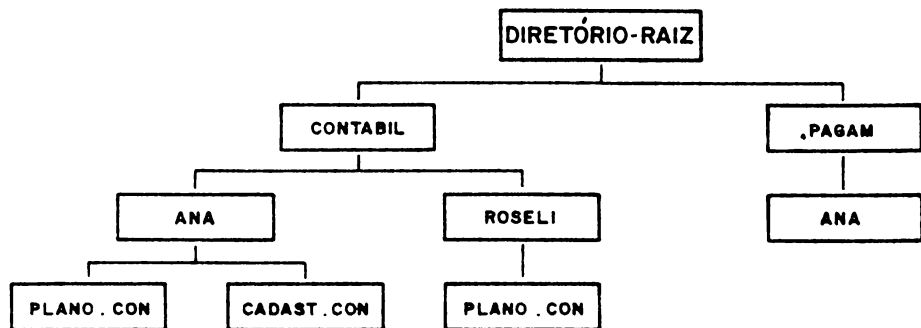 DIRETÓRIO-RAIZ
CONTABIL
PAGAM
ANA
ROSELI
ANA
PLANO.CON
CADAST.CON
PLANO.CON